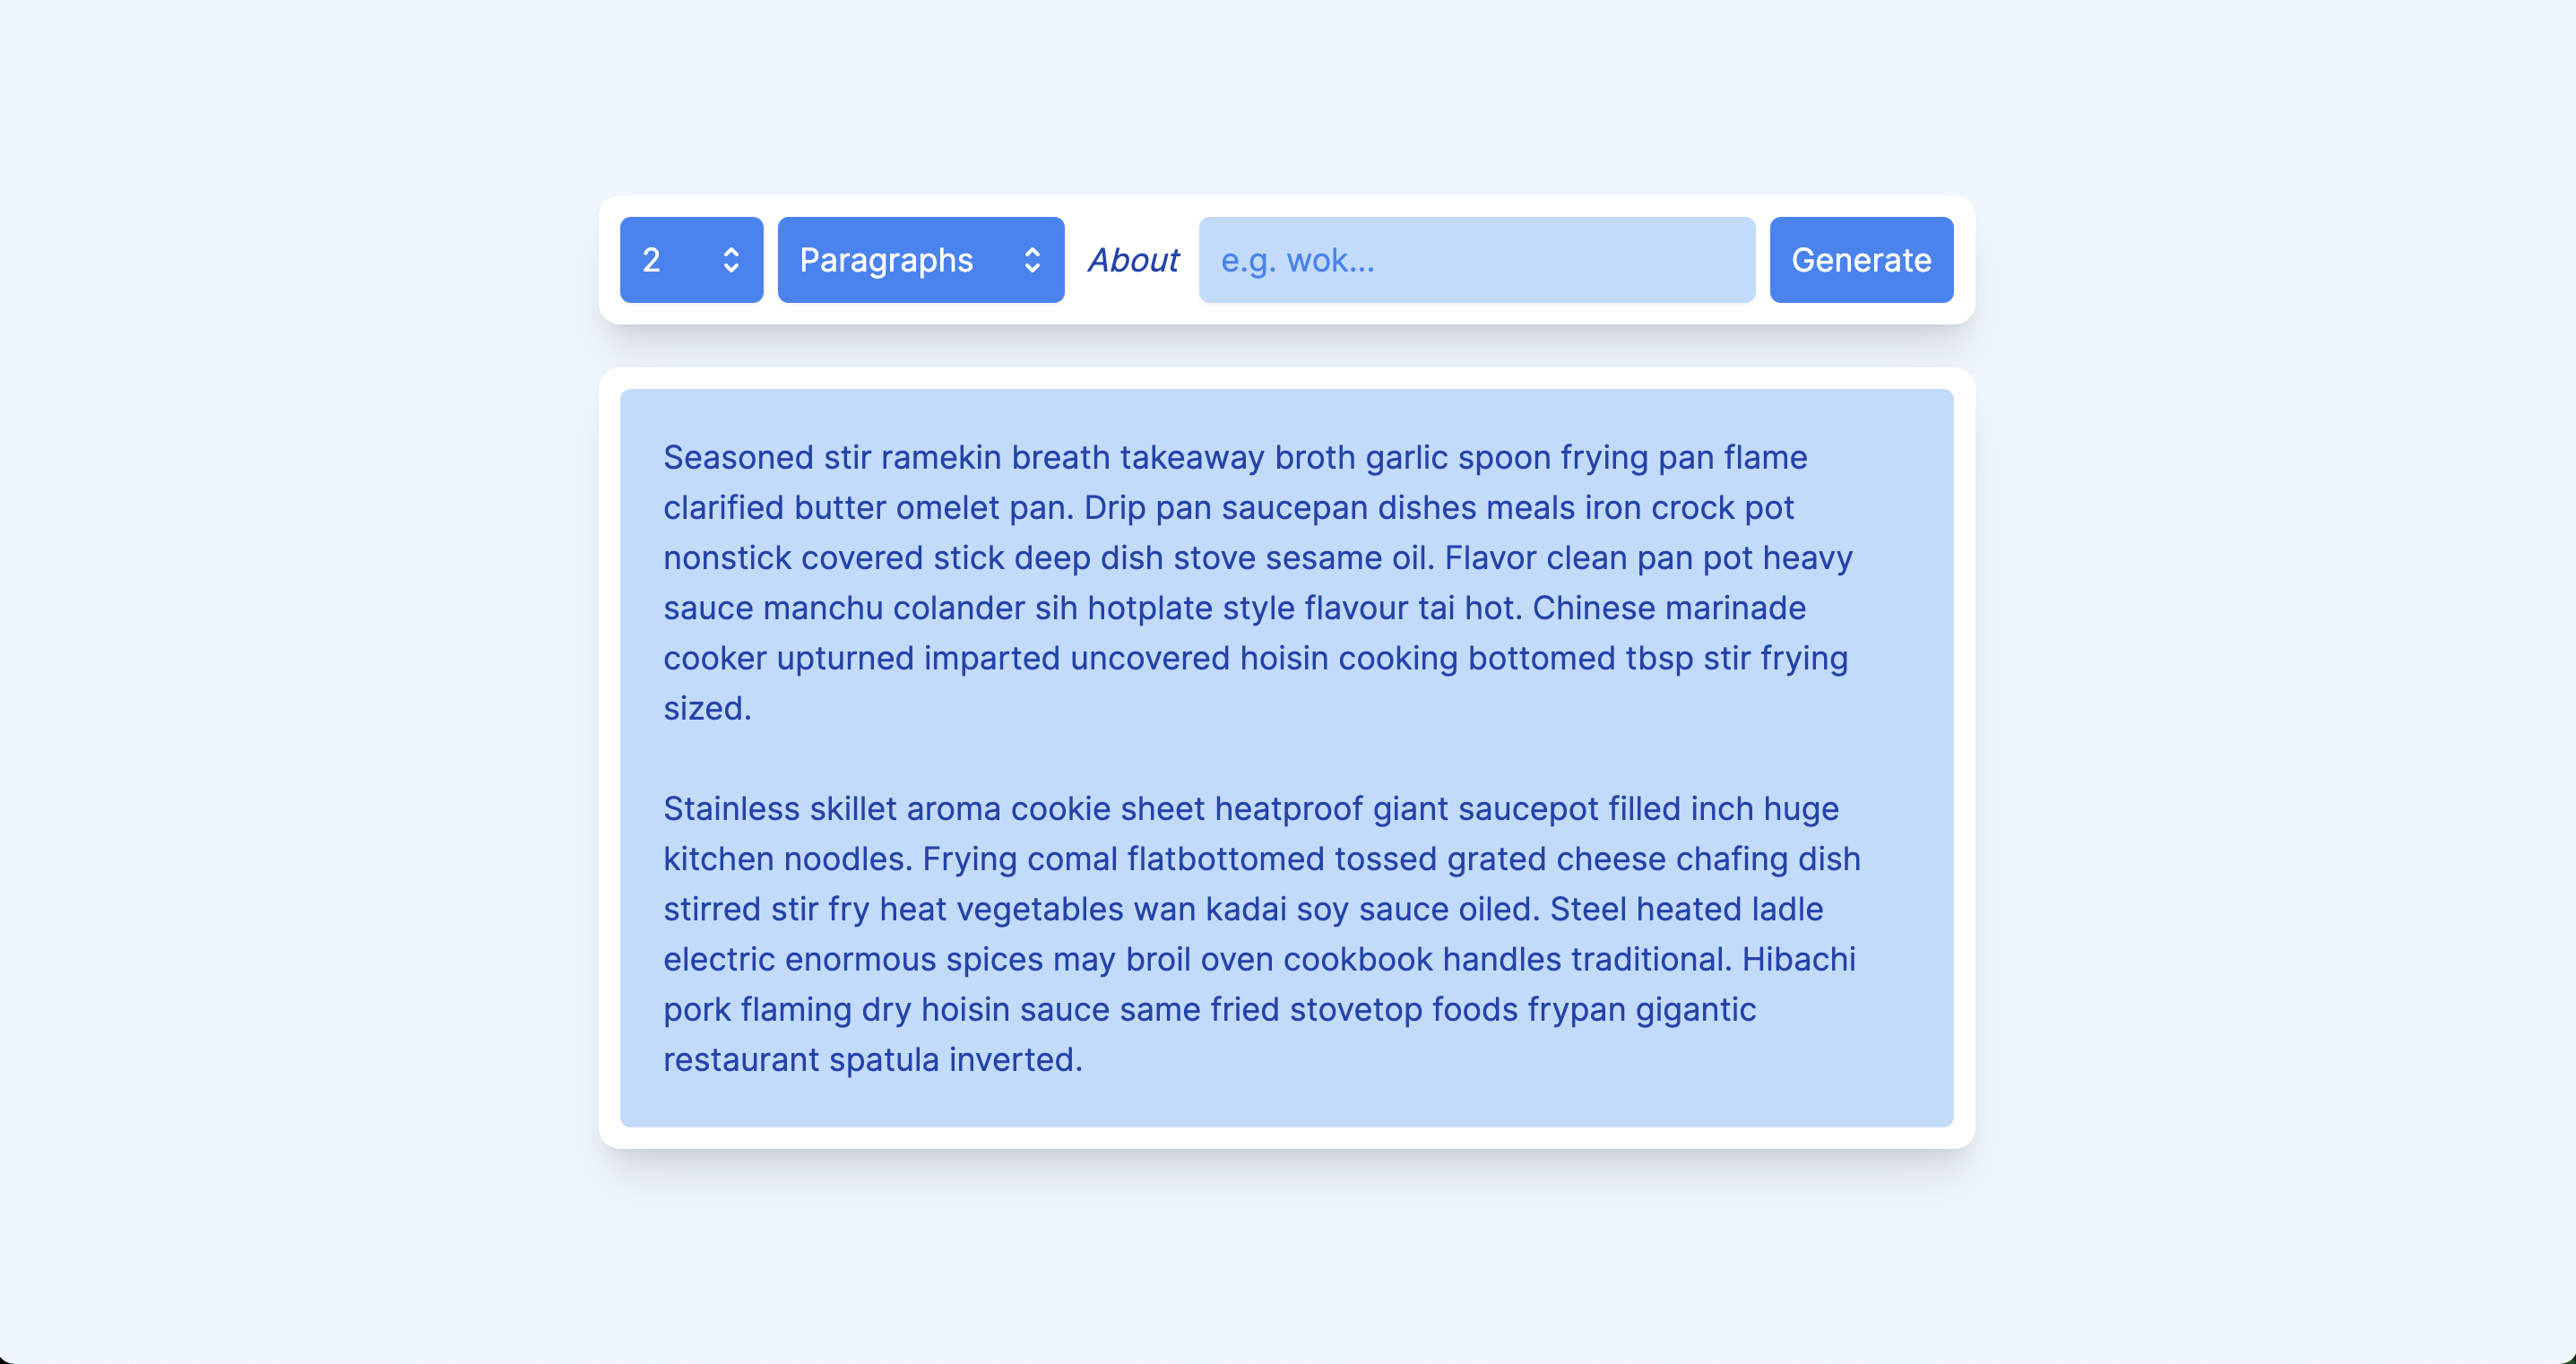 2 Paragraphs About e.g. wok... Generate
Seasoned stir ramekin breath takeaway broth garlic spoon frying pan flame
clarified butter omelet pan. Drip pan saucepan dishes meals iron crock pot
nonstick covered stick deep dish stove sesame oil. Flavor clean pan pot heavy
sauce manchu colander sih hotplate style flavour tai hot. Chinese marinade
cooker upturned imparted uncovered hoisin cooking bottomed tbsp stir frying
sized.
Stainless skillet aroma cookie sheet heatproof giant saucepot filled inch huge
kitchen noodles. Frying comal flatbottomed tossed grated cheese chafing dish
stirred stir fry heat vegetables wan kadai soy sauce oiled. Steel heated ladle
electric enormous spices may broil oven cookbook handles traditional. Hibachi
pork flaming dry hoisin sauce same fried stovetop foods frypan gigantic
restaurant spatula inverted.